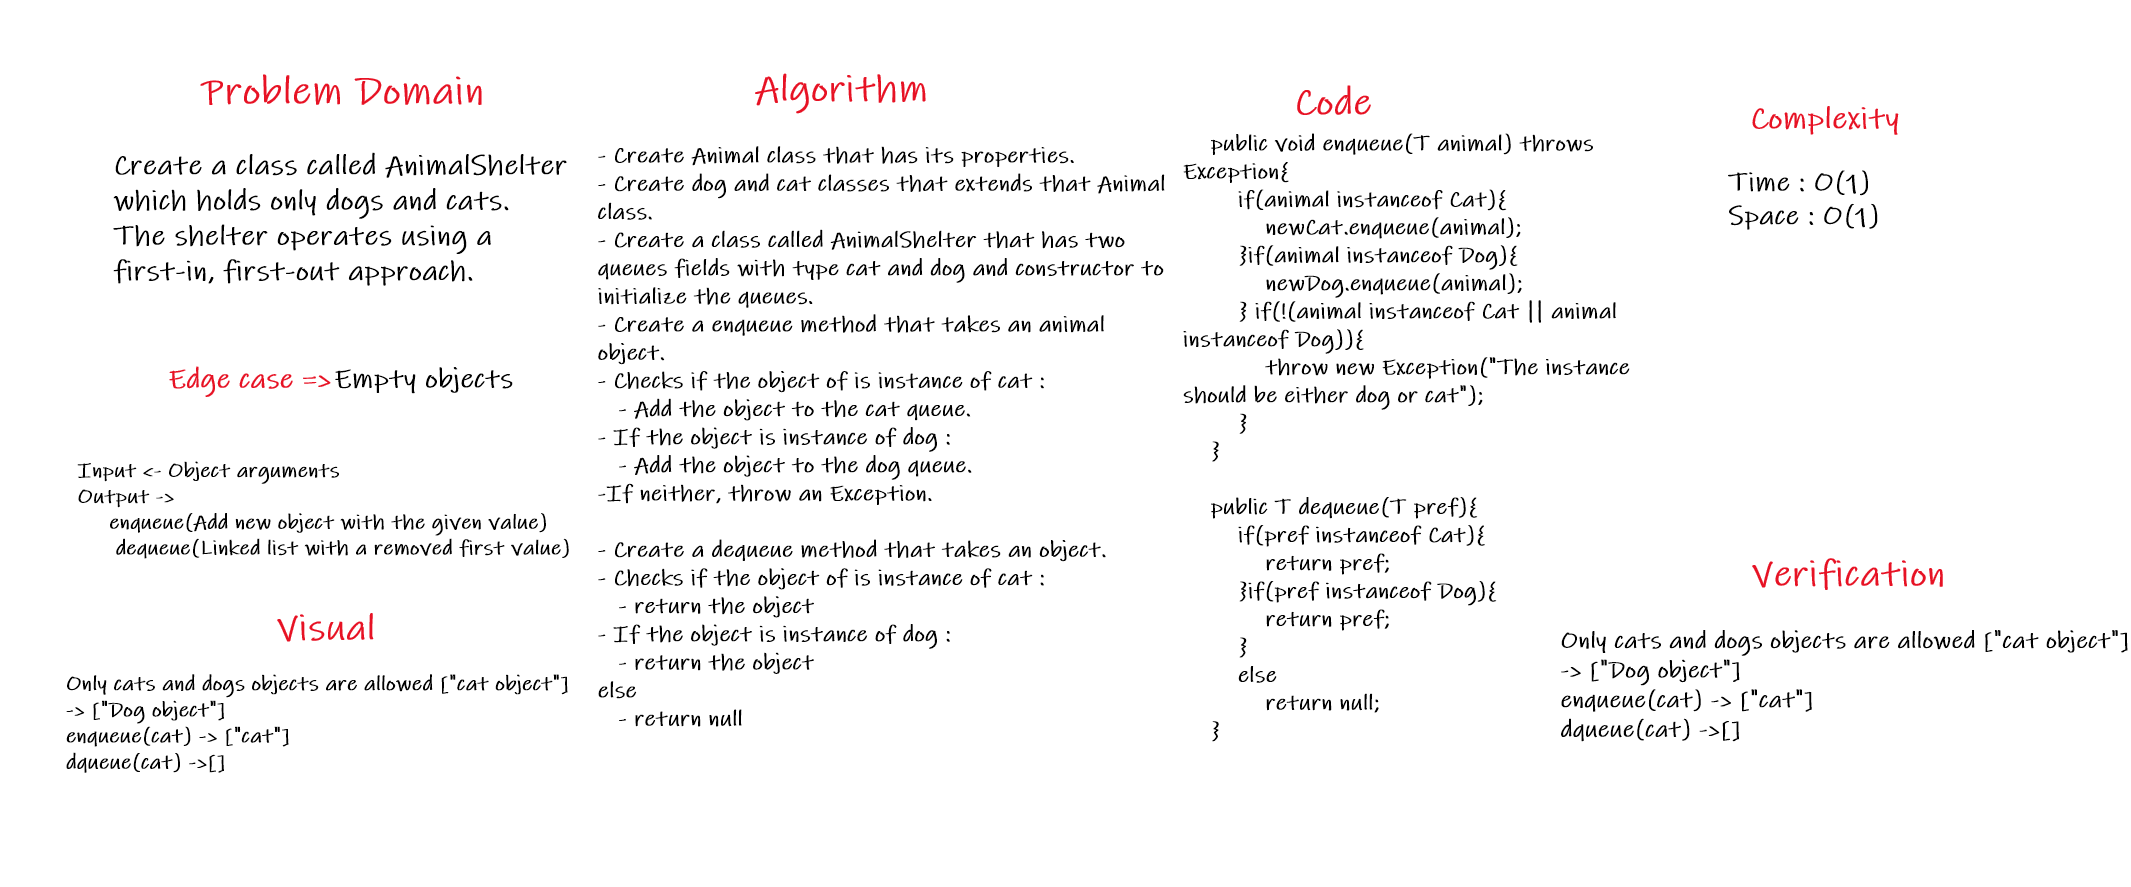 Problem Domain
Create a class called AnimalShelter
which holds only dogs and cats.
The shelter operates using a
first-in, first-out approach.
Edge case => Empty objects
Input <- Object arguments
Output ->
enqueue(Add new object with the given value)
dequeue(Linked list with a removed first value)
Visual
Only cats and dogs objects are allowed ["cat object"]
-> ["Dog object"]
enqueue(cat) -> ["cat"]
dqueue(cat) ->[]
Algorithm
- Create Animal class that has its properties.
- Create dog and cat classes that extends that Animal
class.
- Create a class called AnimalShelter that has two
queues fields with type cat and dog and constructor to
initialize the queues.
- Create a enqueue method that takes an animal
object.
- Checks if the object of is instance of cat :
- Add the object to the cat queue.
- If the object is instance of dog :
- Add the object to the dog queue.
-If neither, throw an Exception.
- Create a dequeue method that takes an object.
- Checks if the object of is instance of cat :
- return the object
- If the object is instance of dog :
- return the object
else
- return null
Code
public void enqueue(T animal) throws
Exception{
if(animal instanceof Cat){
newCat.enqueue(animal);
}if(animal instanceof Dog){
newDog.enqueue(animal);
} if(!(animal instanceof Cat || animal
instanceof Dog)){
throw new Exception("The instance
should be either dog or cat");
}
}
public T dequeue(T pref){
if(pref instanceof Cat){
return pref;
}if(pref instanceof Dog){
return pref;
}
else
return null;
}
Complexity
Time : O(1)
Space : O(1)
Verification
Only cats and dogs objects are allowed ["cat object"]
-> ["Dog object"]
enqueue(cat) -> ["cat"]
dqueue(cat) ->[]